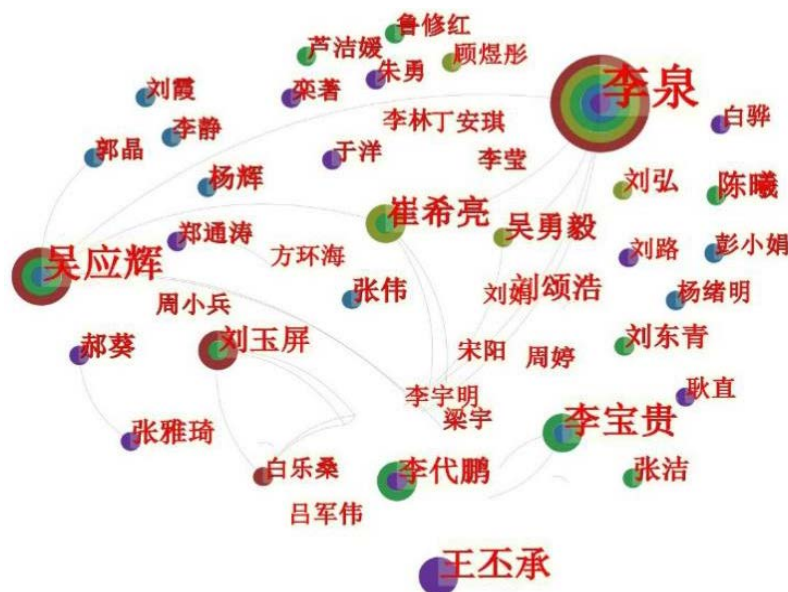 鲁修红
芦洁媛
顾煜彤
朱勇
李泉
刘霞
栾著
李林
丁安琪
白骅
李静
郭晶
于洋
李莹
杨辉
刘弘
陈曦
崔希亮
吴勇毅
郑通涛
方环海
刘路
彭小娟
吴应辉
张伟
刘娟
刘颂浩
杨绪明
周小兵
郝葵
刘玉屏
宋阳
周婷
刘东青
李宇明
耿直
梁宇
李宝贵
张雅琦
白乐桑
李代鹏
张洁
吕军伟
王丕承